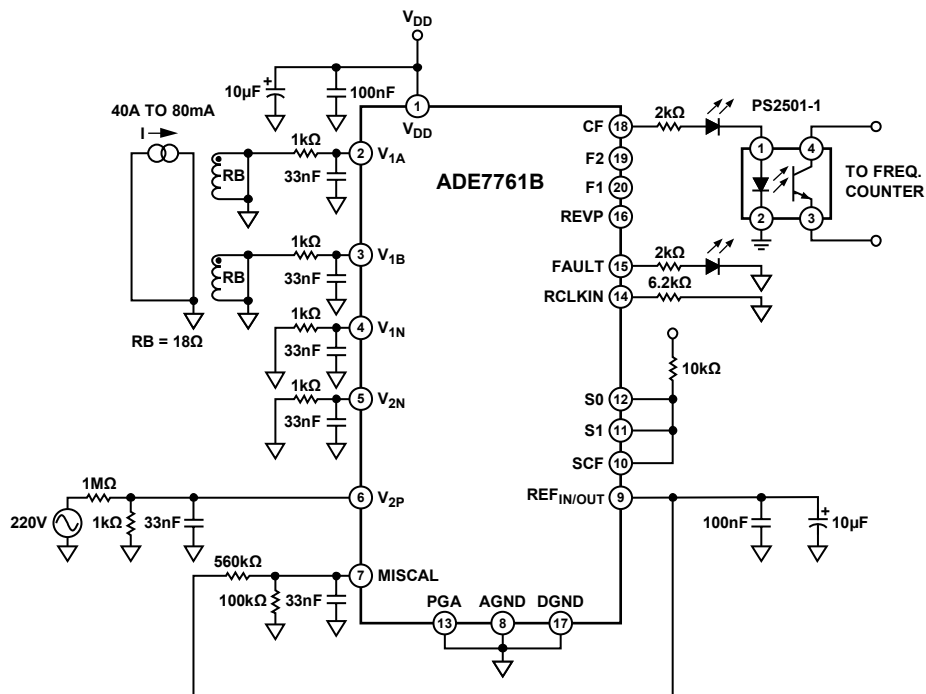 VDD
10µF
+
100nF
1
VDD
40A TO 80mA
I
RB
1kΩ
33nF
2
V1A
RB
1kΩ
33nF
3
V1B
RB = 18Ω
1kΩ
33nF
4
V1N
1kΩ
33nF
5
V2N
220V
1MΩ
1kΩ
33nF
6
V2P
560kΩ
100kΩ
33nF
7
MISCAL
ADE7761B
PGA
AGND
DGND
13
8
17
CF
18
2kΩ
PS2501-1
1
4
2
3
TO FREQ.
COUNTER
F2
19
F1
20
REVP
16
FAULT
15
2kΩ
RCLKIN
14
6.2kΩ
10kΩ
S0
12
S1
11
SCF
10
REFIN/OUT
9
100nF
+
10µF